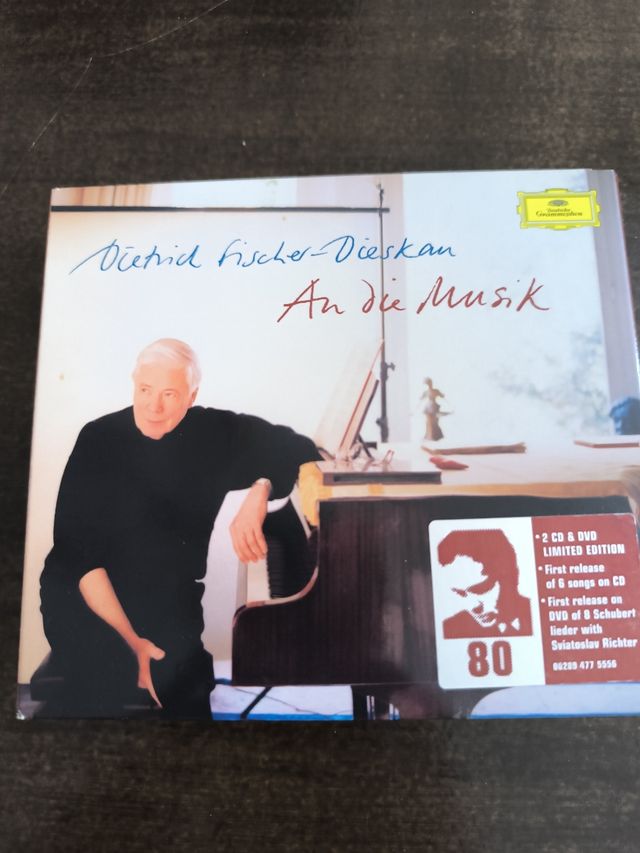 Deutsche
Grammophon
Dietrich Fischer-Dieskau
An die Musik
• 2 CD & DVD
LIMITED EDITION
• First release
of 6 songs on CD
• First release on
DVD of 8 Schubert
lieder with
Sviatoslav Richter
00289 477 5556
80